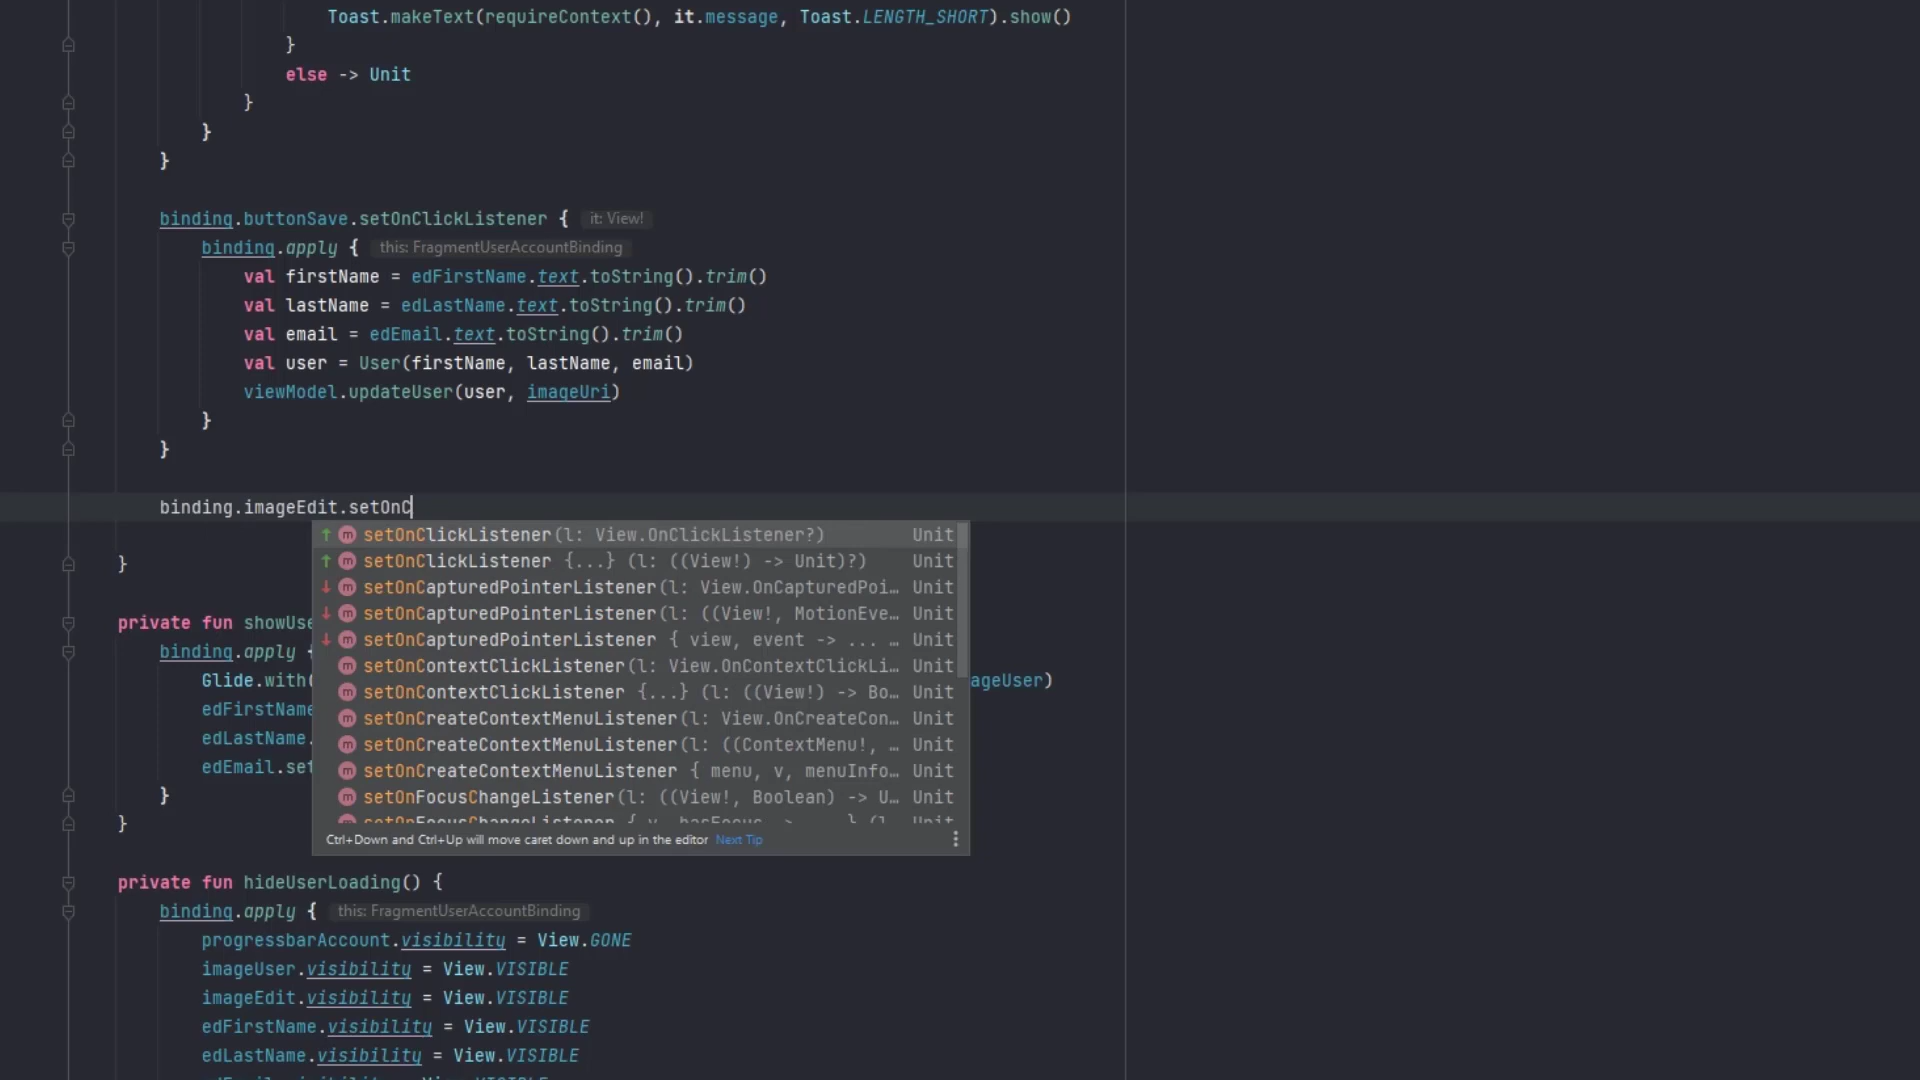 Toast.makeText(requireContext(), it.message, Toast.LENGTH_SHORT).show()
}
else -> Unit
}
}
}
binding.buttonSave.setOnClickListener { it: View!
binding.apply { this: FragmentUserAccountBinding
val firstName = edFirstName.text.toString().trim()
val lastName = edLastName.text.toString().trim()
val email = edEmail.text.toString().trim()
val user = User(firstName, lastName, email)
viewModel.updateUser(user, imageUri)
}
}
binding.imageEdit.setOnC
setOnClickListener(l: View.OnClickListener?) Unit
setOnClickListener {...} (l: ((View!) -> Unit)?) Unit
setOnCapturedPointerListener(l: View.OnCapturedPoi… Unit
setOnCapturedPointerListener(l: ((View!, MotionEve… Unit
setOnCapturedPointerListener { view, event -> ... … Unit
setOnContextClickListener(l: View.OnContextClickLi… Unit
setOnContextClickListener {...} (l: ((View!) -> Bo… Unit
setOnCreateContextMenuListener(l: View.OnCreateCon… Unit
setOnCreateContextMenuListener(l: ((ContextMenu!, … Unit
setOnCreateContextMenuListener { menu, v, menuInfo… Unit
setOnFocusChangeListener(l: ((View!, Boolean) -> U… Unit
Ctrl+Down and Ctrl+Up will move caret down and up in the editor Next Tip
}
private fun showUse
binding.apply {
Glide.with( ageUser)
edFirstName
edLastName.
edEmail.set
}
}
private fun hideUserLoading() {
binding.apply { this: FragmentUserAccountBinding
progressbarAccount.visibility = View.GONE
imageUser.visibility = View.VISIBLE
imageEdit.visibility = View.VISIBLE
edFirstName.visibility = View.VISIBLE
edLastName.visibility = View.VISIBLE